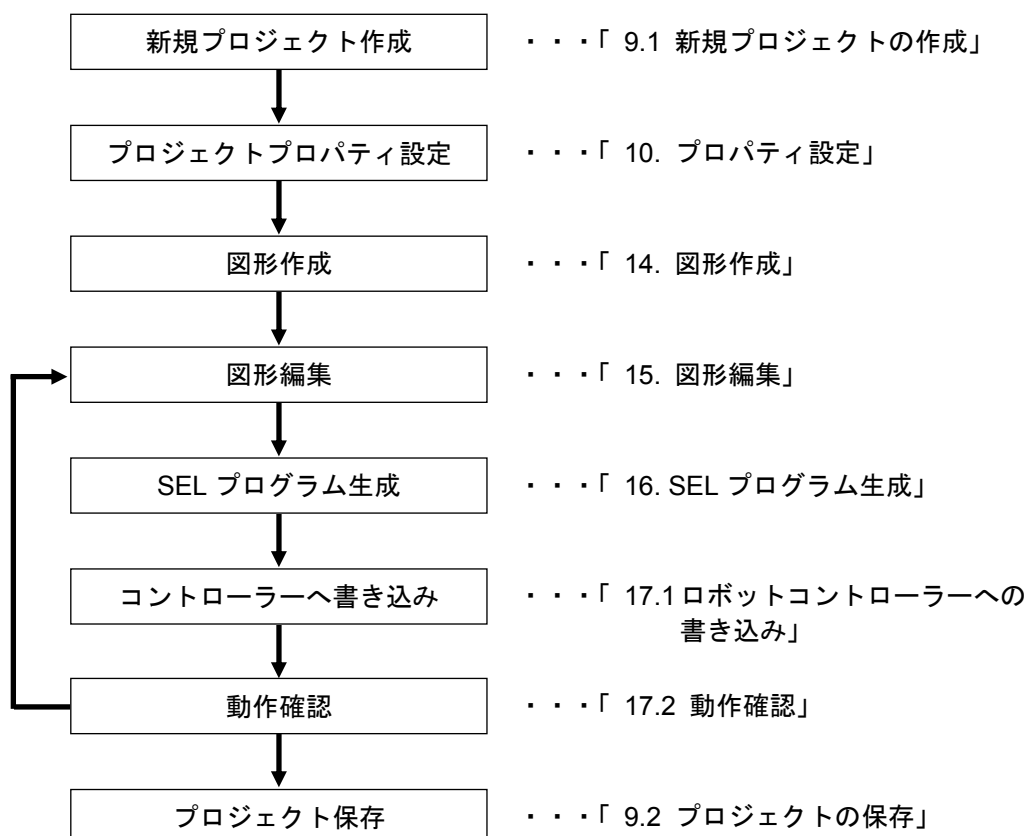 新規プロジェクト作成 ・・・「 9.1 新規プロジェクトの作成」
プロジェクトプロパティ設定 ・・・「 10. プロパティ設定」
図形作成 ・・・「 14. 図形作成」
図形編集 ・・・「 15. 図形編集」
SEL プログラム生成 ・・・「 16. SEL プログラム生成」
コントローラーへ書き込み ・・・「 17.1 ロボットコントローラーへの
書き込み」
動作確認 ・・・「 17.2 動作確認」
プロジェクト保存 ・・・「 9.2 プロジェクトの保存」